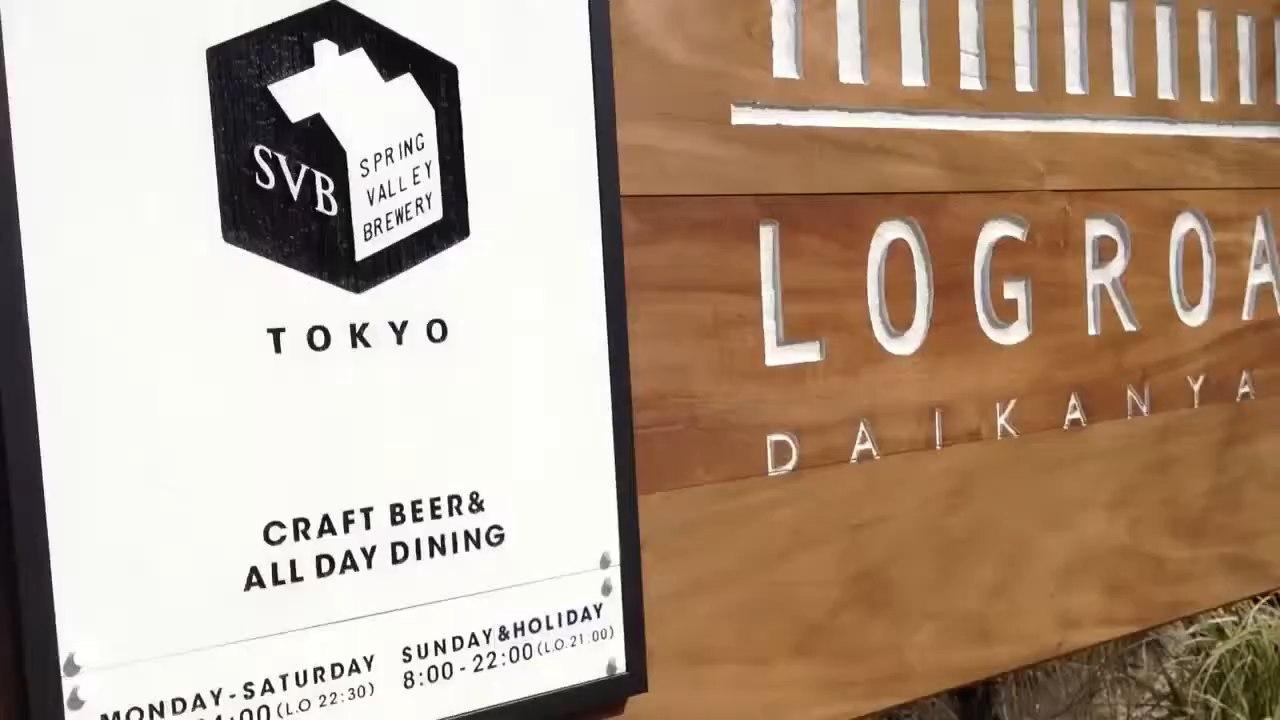 SVB
SPRING
VALLEY
BREWERY
TOKYO
CRAFT BEER&
ALL DAY DINING
MONDAY-SATURDAY
:00(L.O 22:30)
SUNDAY&HOLIDAY
8:00-22:00(L.O.21:00)
LOGROA
DAIKANYA